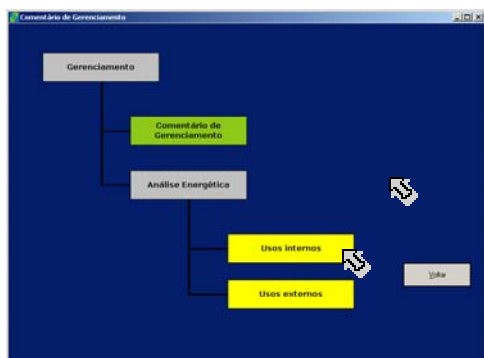 Comentário de Gerenciamento
Gerenciamento
Comentário de
Gerenciamento
Análise Energética
Usos internos
Volta
Usos externos